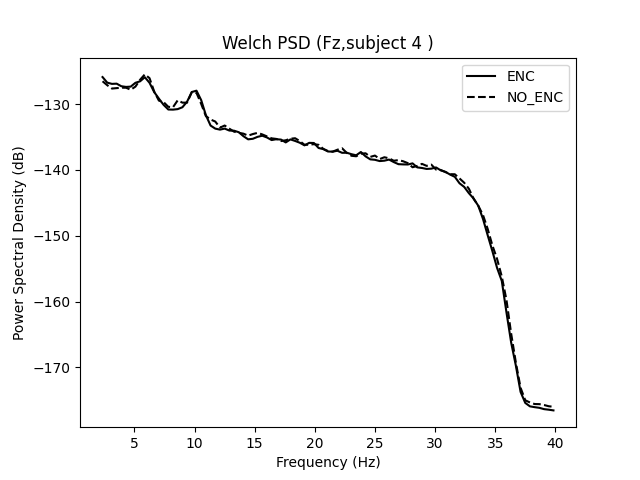 Welch PSD (Fz,subject 4 )
ENC
NO_ENC
Power Spectral Density (dB)
−130
−140
−150
−160
−170
5 10 15 20 25 30 35 40
Frequency (Hz)